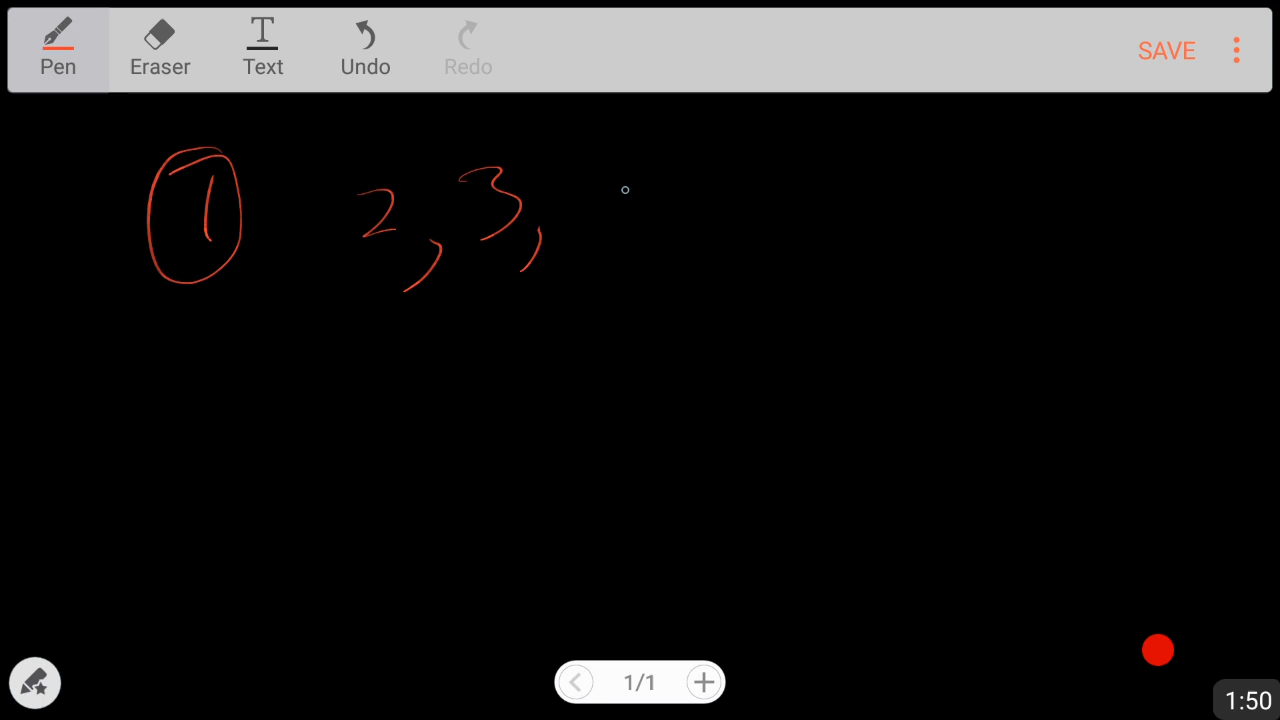 Pen Eraser Text Undo Redo SAVE
① 2, 3,
1/1
1:50